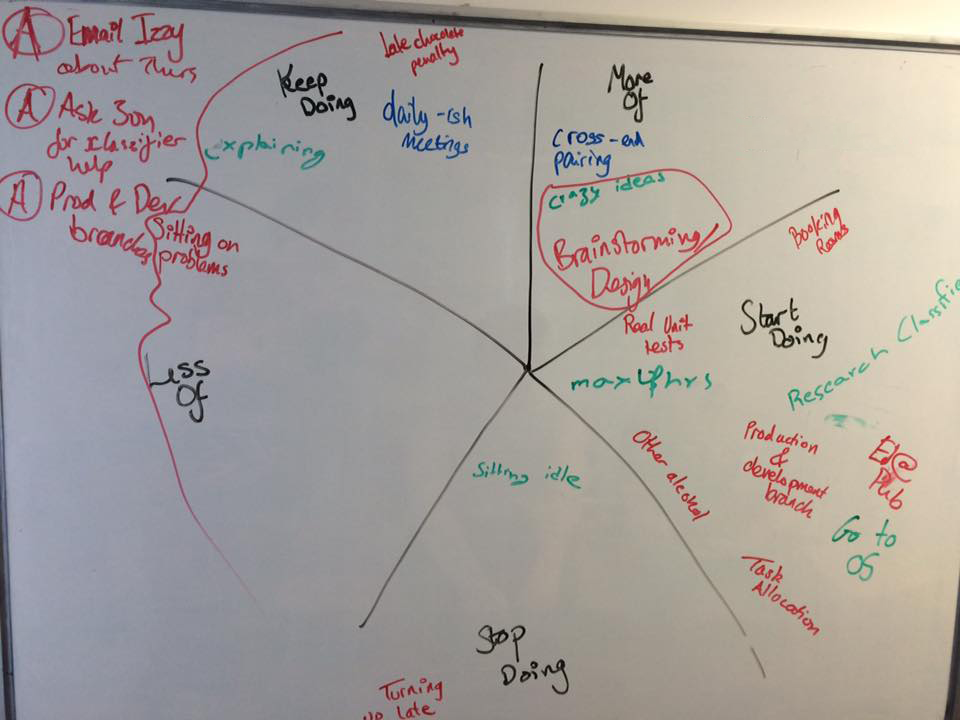 A Email Izzy
about Thurs
A Ask Jon
for classifier
help
A Prod & Dev
branches
Keep
Doing
late chocolate
penalty
daily-ish
meetings
explaining
More
Of
cross-end
pairing
crazy ideas
Brainstorming
Design
Start
Doing
Booking
Rooms
Real Unit
tests
max 4hrs
Research Classifie
Other alcohol
Production
&
development
branch
Ed@
Pub
Go to
OS
Task
Allocation
Stop
Doing
Sitting idle
Turning
up late
Less
Of
Sitting on
problems